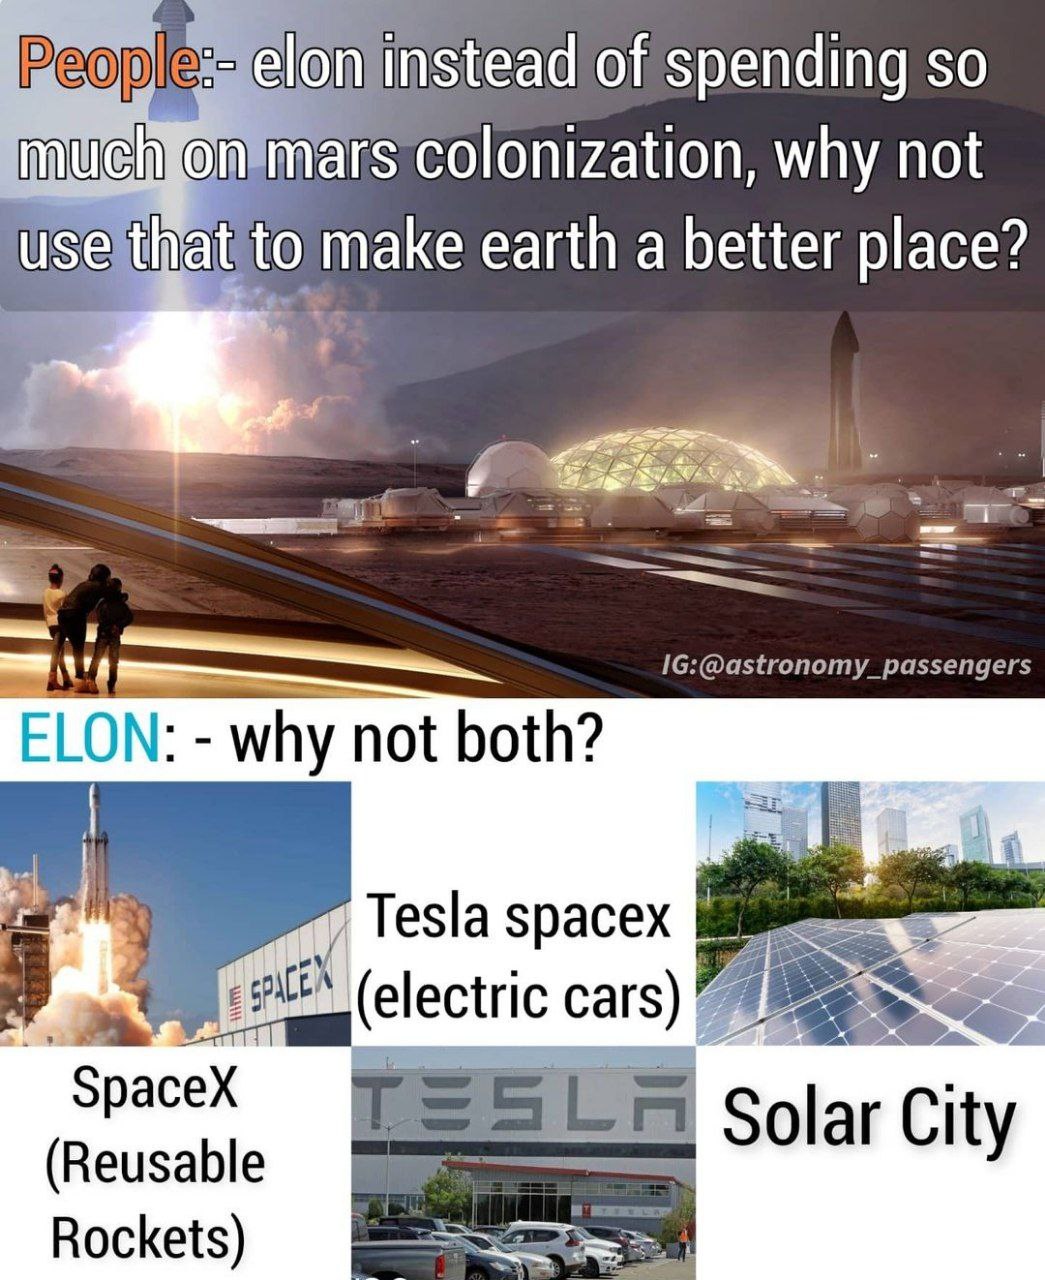 People:- elon instead of spending so
much on mars colonization, why not
use that to make earth a better place?
IG:@astronomy_passengers
ELON: - why not both?
SPACEX
Tesla spacex
(electric cars)
SpaceX
(Reusable
Rockets)
TESLA
TESLA
Solar City